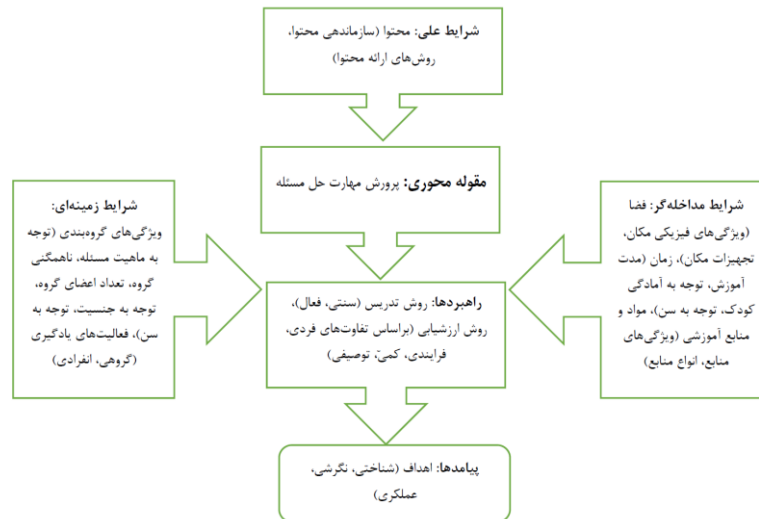 شرایط علی: محتوا (سازماندهی محتوا،
روش‌های ارائه محتوا)
مقوله محوری: پرورش مهارت حل مسئله
شرایط مداخله‌گر: فضا
(ویژگی‌های فیزیکی مکان،
تجهیزات مکان)، زمان (مدت
آموزش، توجه به آمادگی
کودک، توجه به سن)، مواد و
منابع آموزشی (ویژگی‌های
منابع، انواع منابع)
راهبردها: روش تدریس (سنتی، فعال)،
روش ارزشیابی (براساس تفاوت‌های فردی،
فرایندی، کمیّ، توصیفی)
شرایط زمینه‌ای:
ویژگی‌های گروه‌بندی (توجه
به ماهیت مسئله، ناهمگنی
گروه، تعداد اعضای گروه،
توجه به جنسیت، توجه به
سن)، فعالیت‌های یادگیری
(گروهی، انفرادی)
پیامدها: اهداف (شناختی، نگرشی،
عملکری)